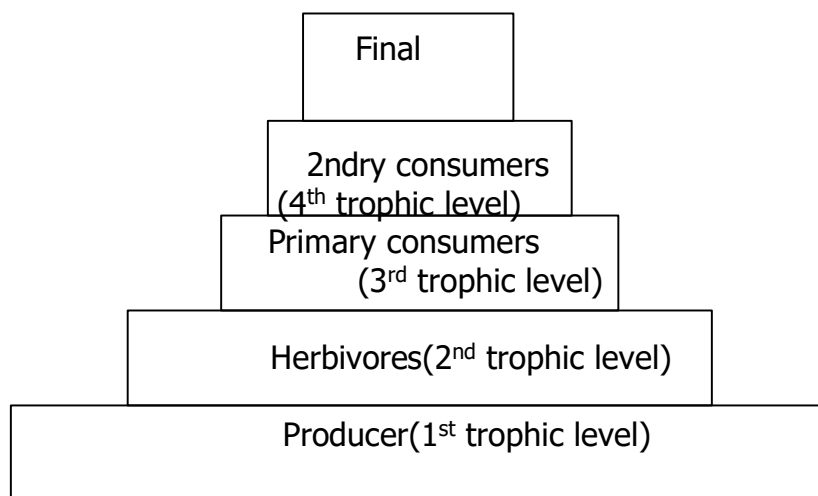 Final
2ndry consumers
(4th trophic level)
Primary consumers
(3rd trophic level)
Herbivores(2nd trophic level)
Producer(1st trophic level)